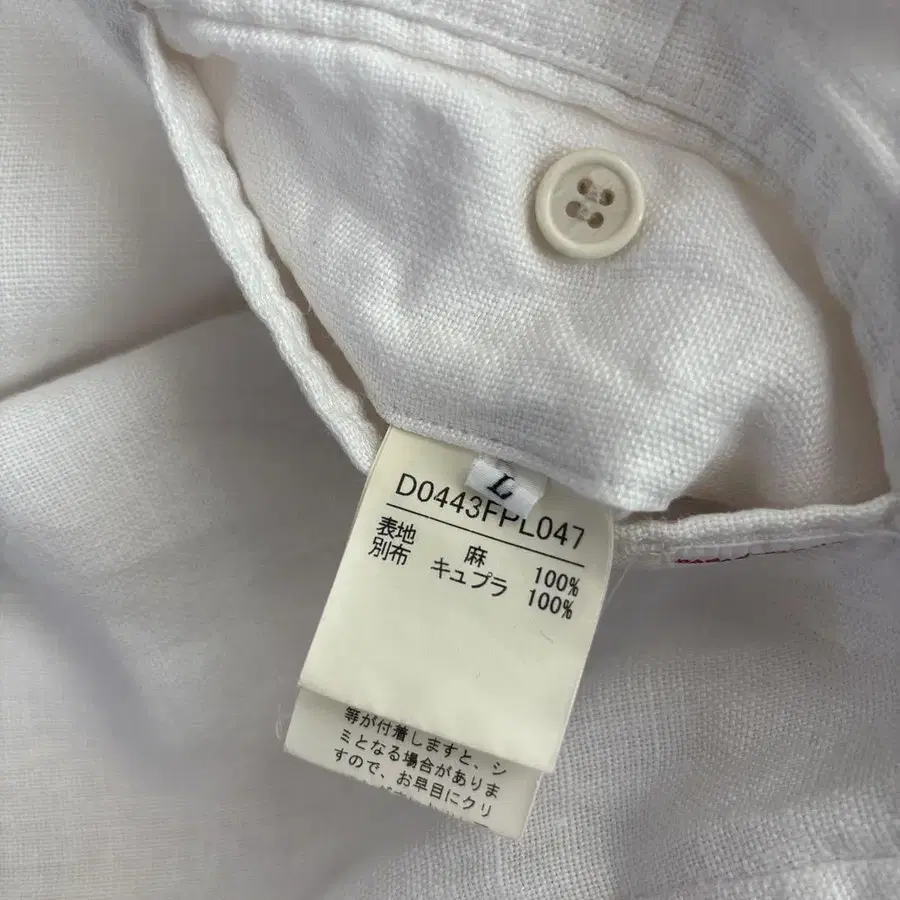 L
D0443FPL047
表地 麻 100%
別布 キュプラ 100%
等が付着しますと、シ
ミとなる場合がありま
すので、お早目にクリ